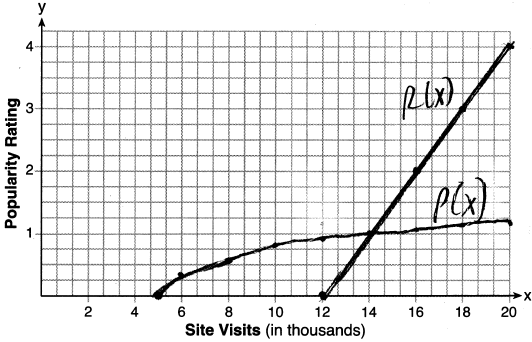 y
4
3
2
1
Popularity Rating
R(x)
P(x)
x
2 4 6 8 10 12 14 16 18 20
Site Visits (in thousands)